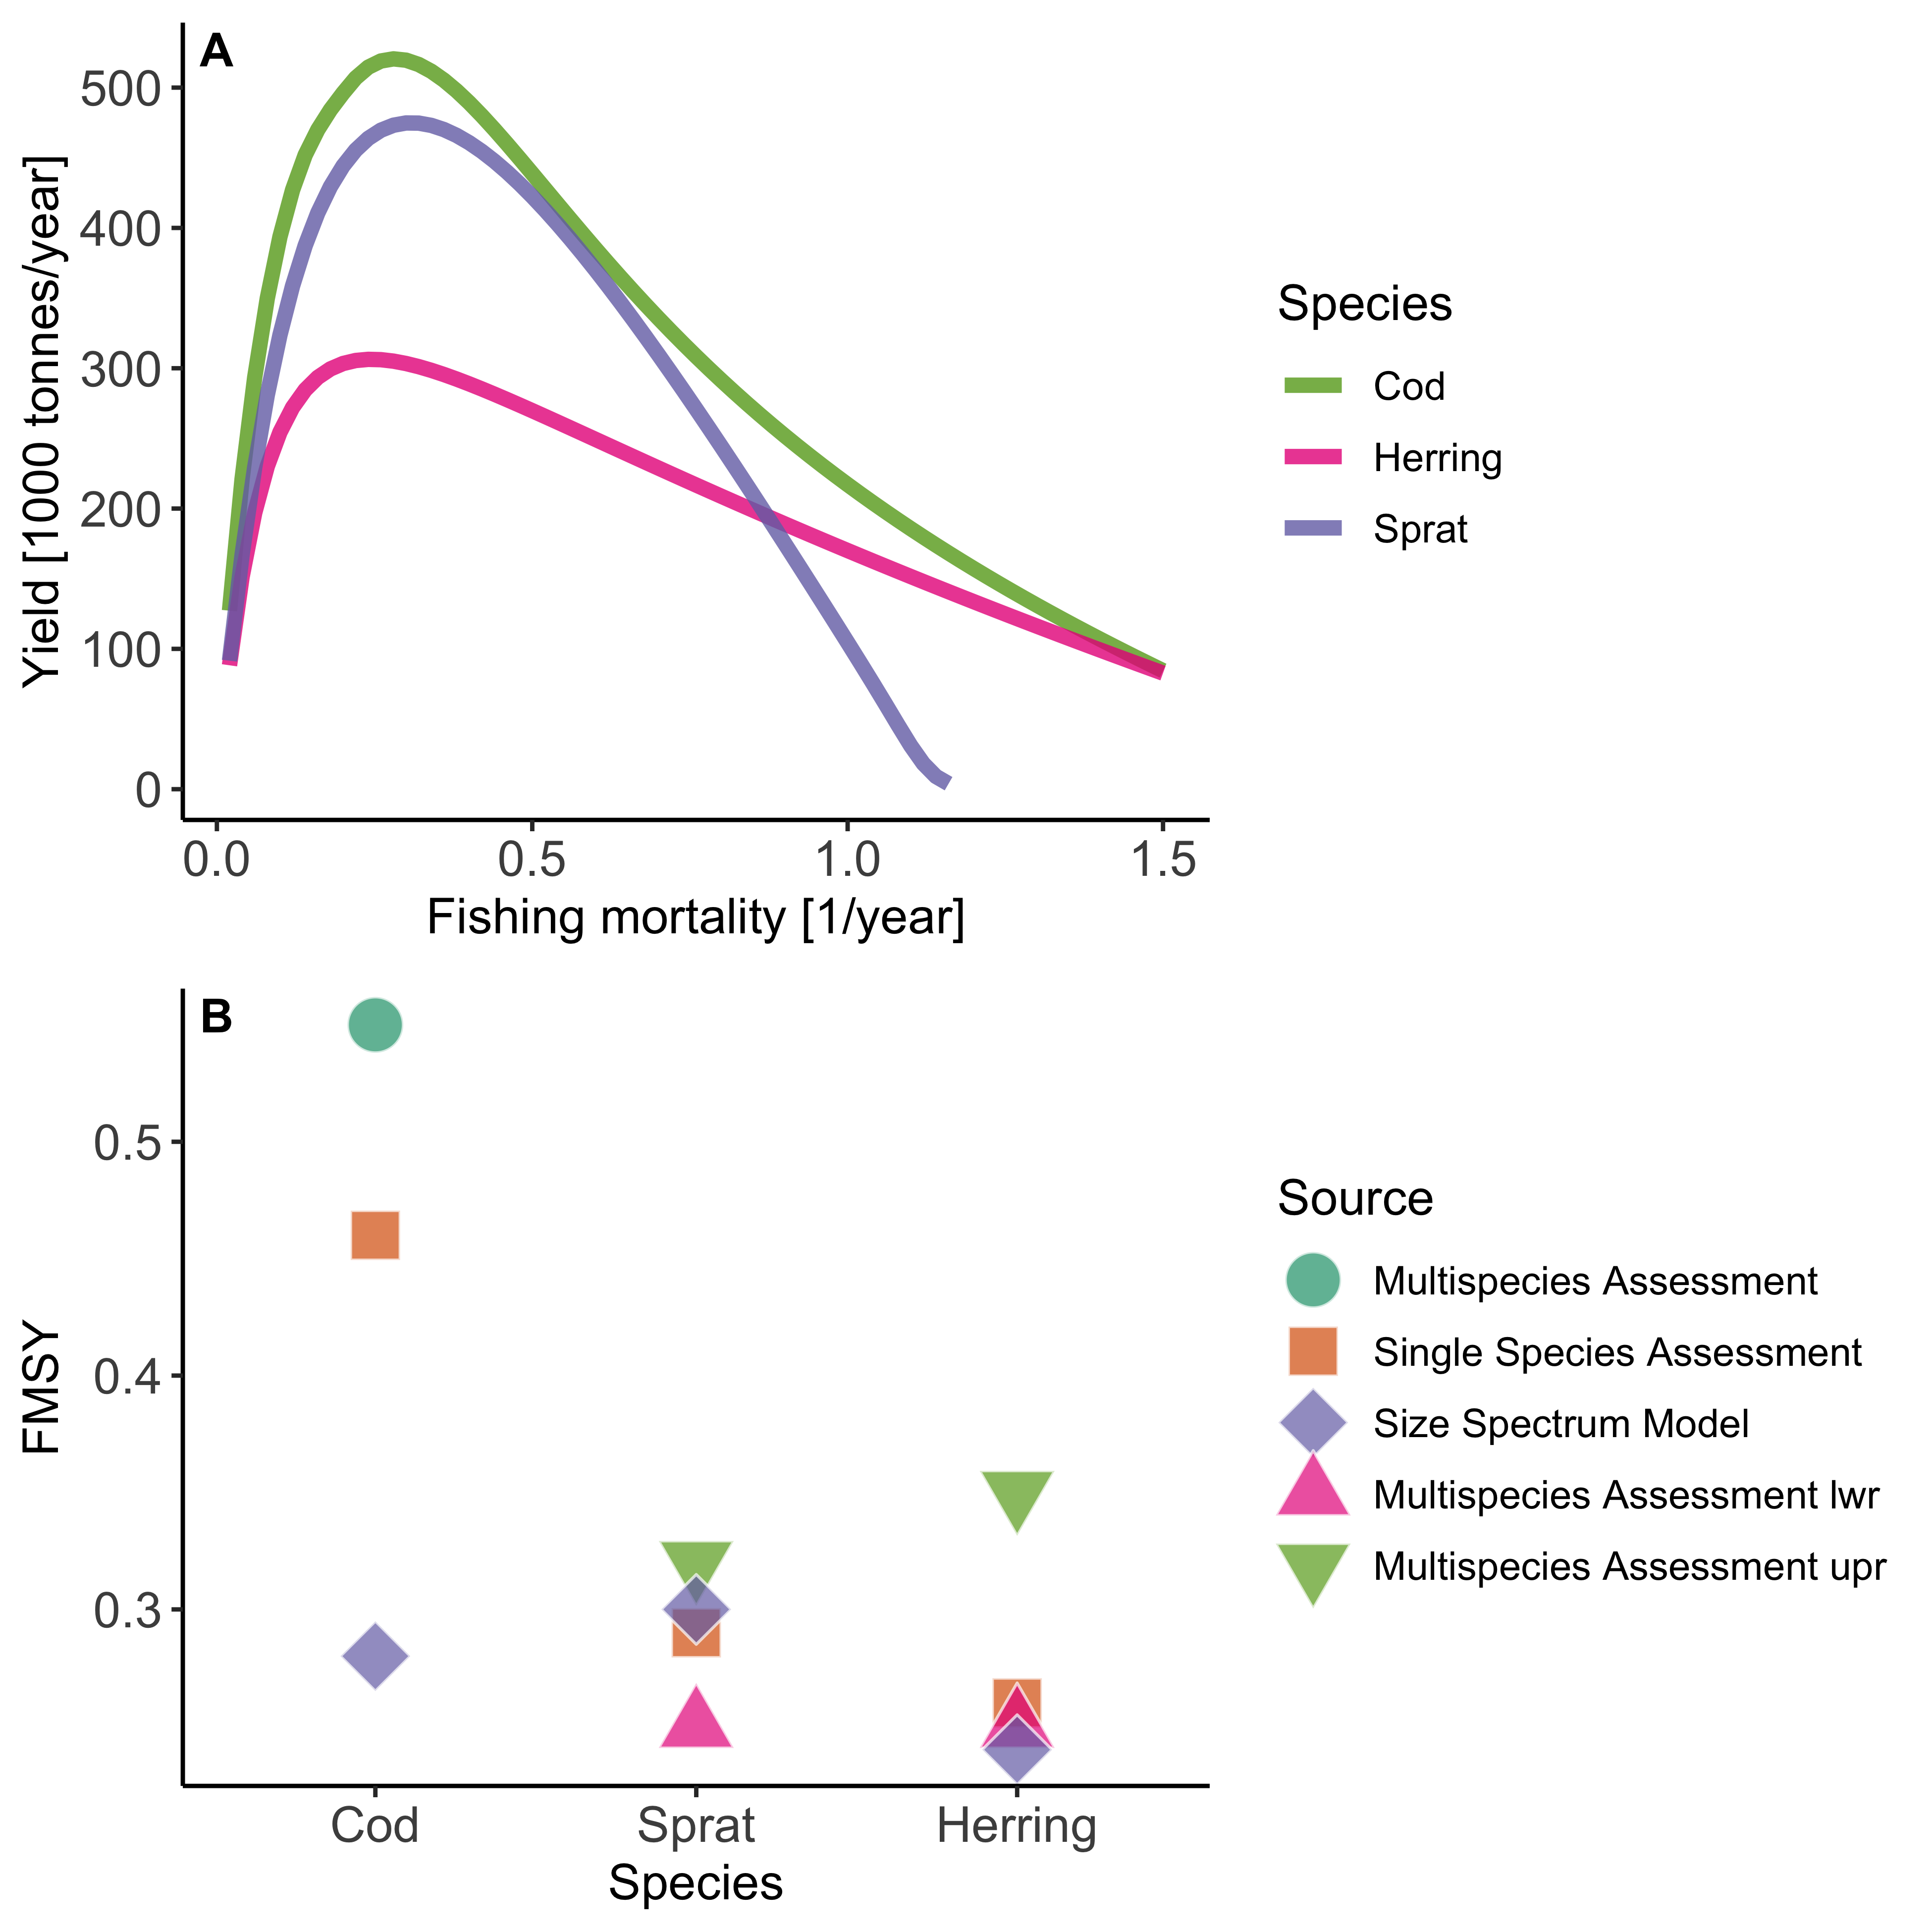 A
500
400
300
200
100
0
Yield [1000 tonnes/year]
0.0 0.5 1.0 1.5
Fishing mortality [1/year]
Species
Cod
Herring
Sprat
B
0.5
0.4
0.3
FMSY
Cod Sprat Herring
Species
Source
Multispecies Assessment
Single Species Assessment
Size Spectrum Model
Multispecies Assessment lwr
Multispecies Assessment upr